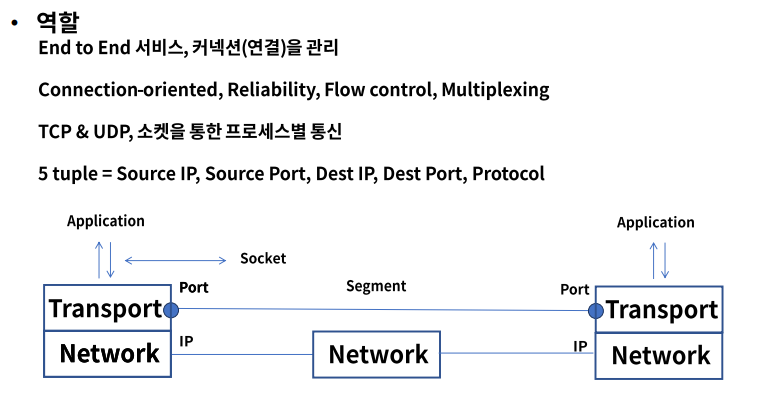 • 역할
End to End 서비스, 커넥션(연결)을 관리
Connection-oriented, Reliability, Flow control, Multiplexing
TCP & UDP, 소켓을 통한 프로세스별 통신
5 tuple = Source IP, Source Port, Dest IP, Dest Port, Protocol
Application
Application
Socket
Port
Segment
Port
Transport
Transport
IP
IP
Network
Network
Network